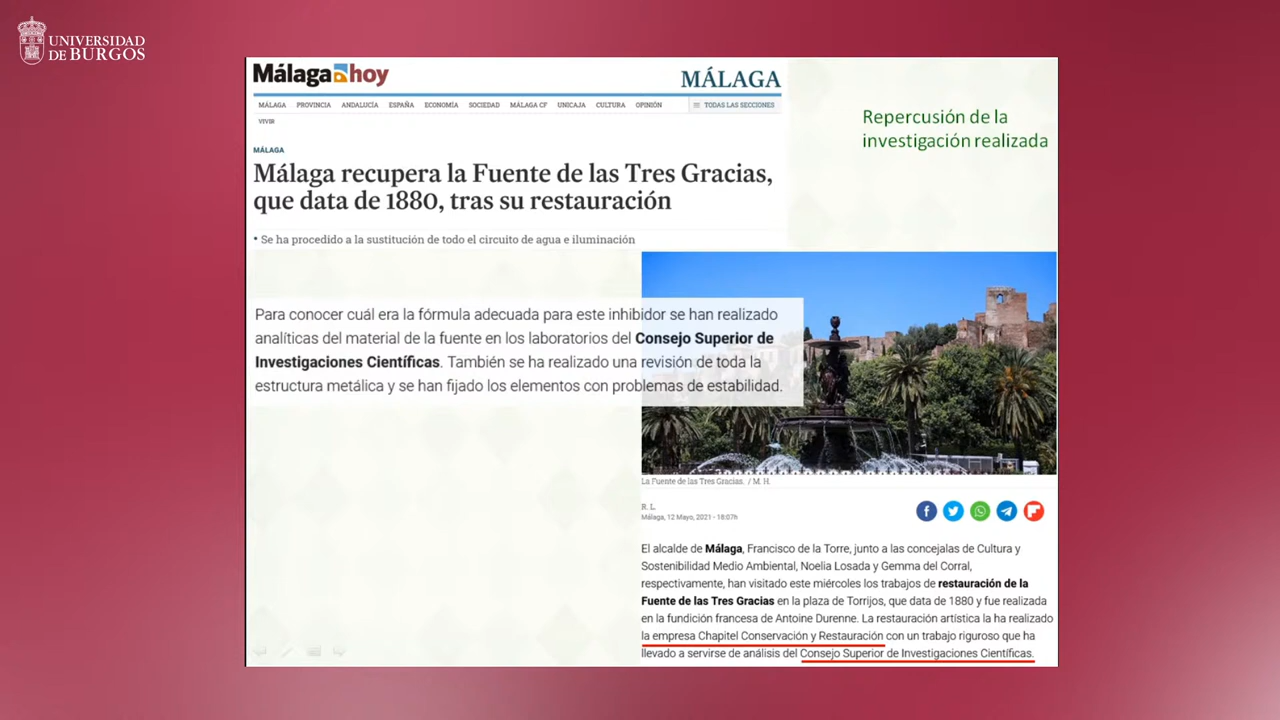 UNIVERSIDAD
DE BURGOS
Málaga hoy
MÁLAGA
MÁLAGA PROVINCIA ANDALUCÍA ESPAÑA ECONOMÍA SOCIEDAD MÁLAGA CF UNICAJA CULTURA OPINIÓN TODAS LAS SECCIONES
VIVIR
Repercusión de la
investigación realizada
MÁLAGA
Málaga recupera la Fuente de las Tres Gracias,
que data de 1880, tras su restauración
• Se ha procedido a la sustitución de todo el circuito de agua e iluminación
Para conocer cuál era la fórmula adecuada para este inhibidor se han realizado
analíticas del material de la fuente en los laboratorios del Consejo Superior de
Investigaciones Científicas. También se ha realizado una revisión de toda la
estructura metálica y se han fijado los elementos con problemas de estabilidad.
La Fuente de las Tres Gracias. / M. H.
R. L.
Málaga, 12 Mayo, 2021 - 18:07h
El alcalde de Málaga, Francisco de la Torre, junto a las concejalas de Cultura y
Sostenibilidad Medio Ambiental, Noelia Losada y Gemma del Corral,
respectivamente, han visitado este miércoles los trabajos de restauración de la
Fuente de las Tres Gracias en la plaza de Torrijos, que data de 1880 y fue realizada
en la fundición francesa de Antoine Durenne. La restauración artística la ha realizado
la empresa Chapitel Conservación y Restauración con un trabajo riguroso que ha
llevado a servirse de análisis del Consejo Superior de Investigaciones Científicas.